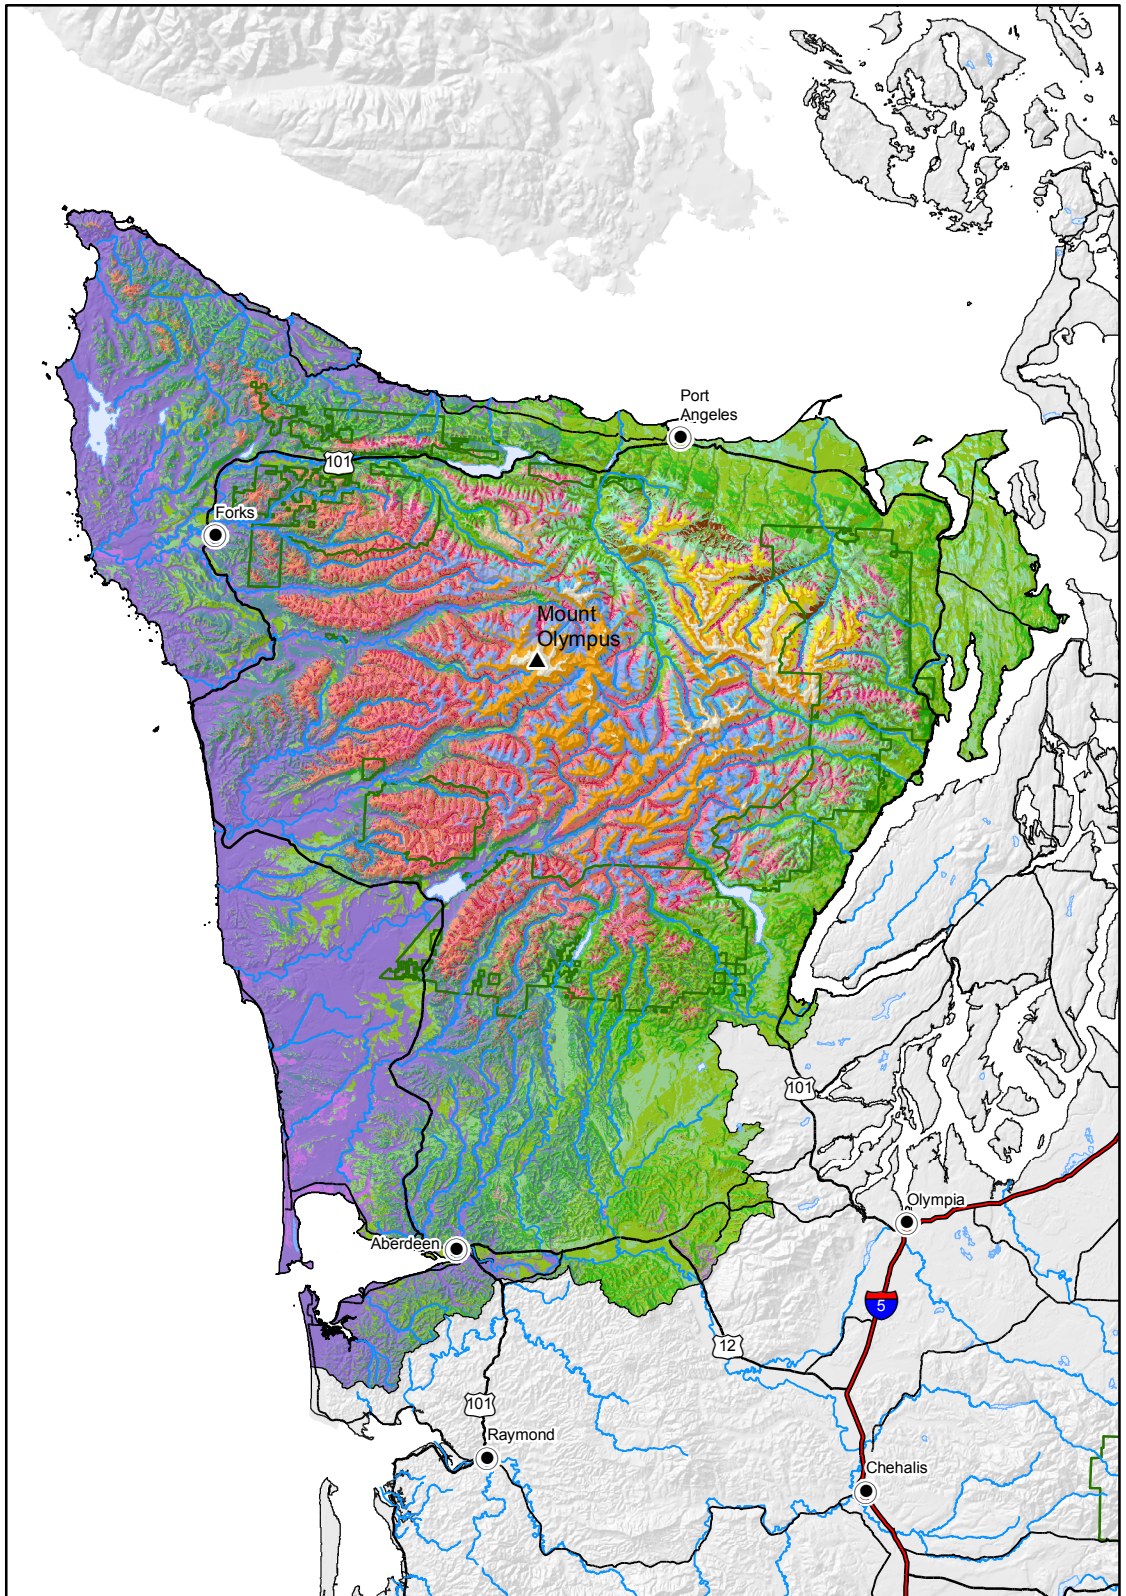 Port
Angeles
101
Forks
Mount
Olympus
101
Olympia
Aberdeen
5
12
101
Raymond
Chehalis